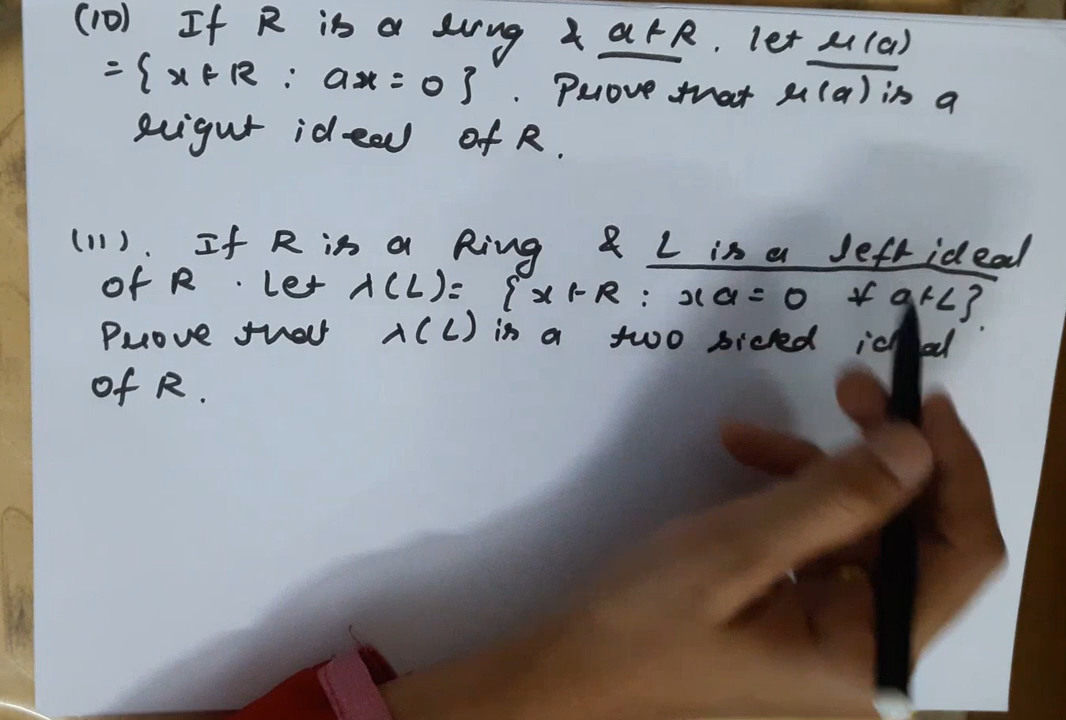 (10) If R is a ring & a∈R. let r(a)
= { x∈R : ax = 0 } . Prove that r(a) is a
right ideal of R.
(11). If R is a Ring & L is a left ideal
of R . Let λ(L) = { x∈R : xa = 0 ∀ a∈L}.
Prove that λ(L) is a two sided ideal
of R.